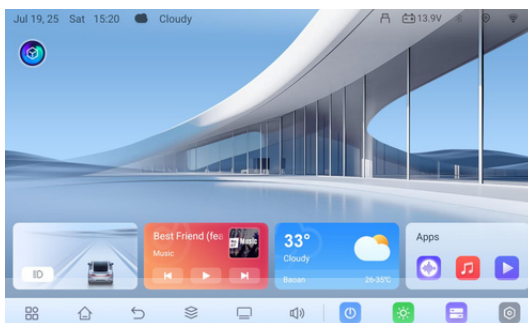 Jul 19, 25 Sat 15:20 Cloudy 13.9V
Best Friend (fea
Music
Music
33°
Cloudy
Baoan 26-35℃
Apps